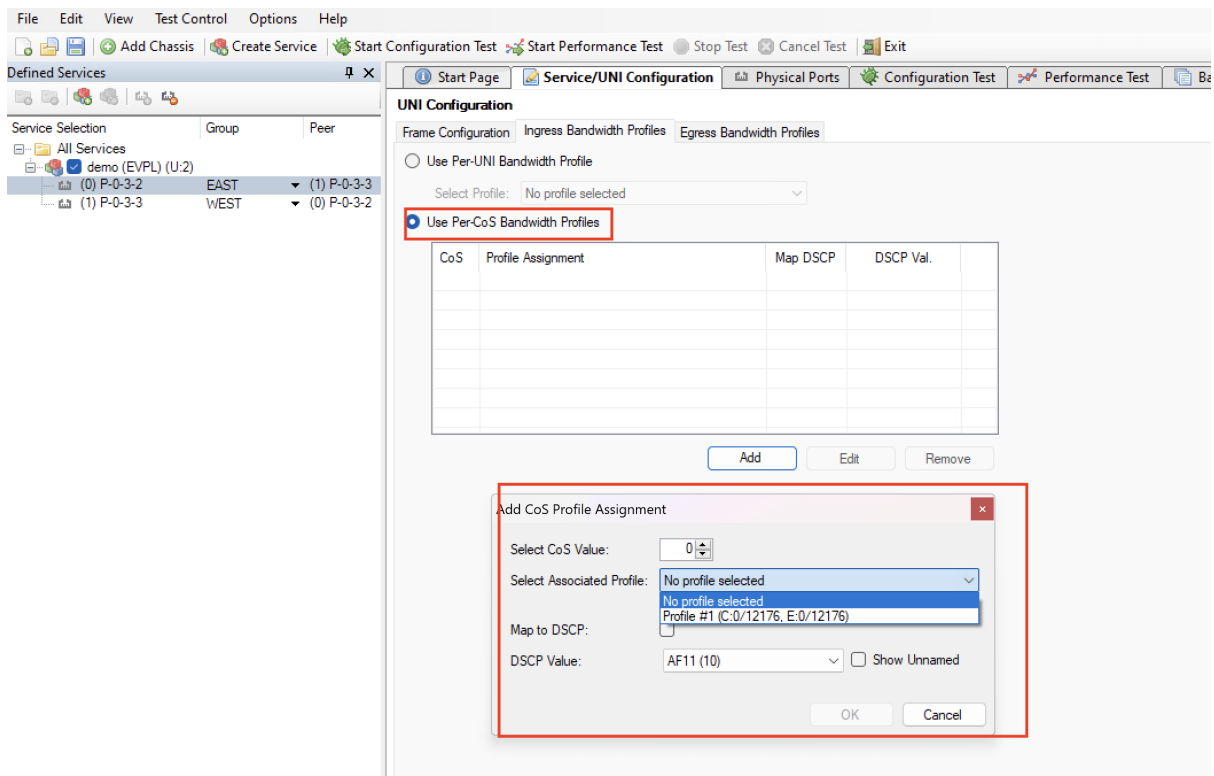 File Edit View Test Control Options Help
Add Chassis Create Service Start Configuration Test Start Performance Test Stop Test Cancel Test Exit
Defined Services
Start Page Service/UNI Configuration Physical Ports Configuration Test Performance Test Ba
UNI Configuration
Service Selection Group Peer
Frame Configuration Ingress Bandwidth Profiles Egress Bandwidth Profiles
All Services
demo (EVPL) (U:2)
(0) P-0-3-2 EAST (1) P-0-3-3
(1) P-0-3-3 WEST (0) P-0-3-2
Use Per-UNI Bandwidth Profile
Select Profile: No profile selected
Use Per-CoS Bandwidth Profiles
CoS Profile Assignment Map DSCP DSCP Val.
Add Edit Remove
Add CoS Profile Assignment
Select CoS Value: 0
Select Associated Profile: No profile selected
No profile selected
Profile #1 (C:0/12176, E:0/12176)
Map to DSCP:
DSCP Value: AF11 (10) Show Unnamed
OK Cancel